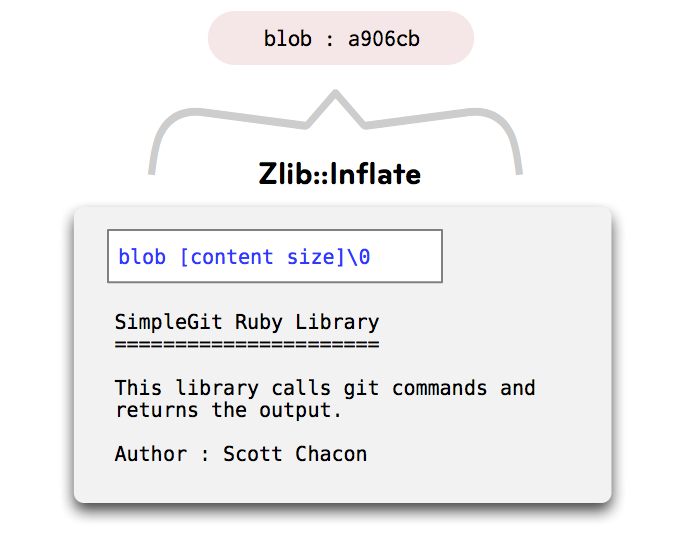 blob : a906cb
Zlib::Inflate
blob [content size]\0
SimpleGit Ruby Library
======================
This library calls git commands and
returns the output.
Author : Scott Chacon